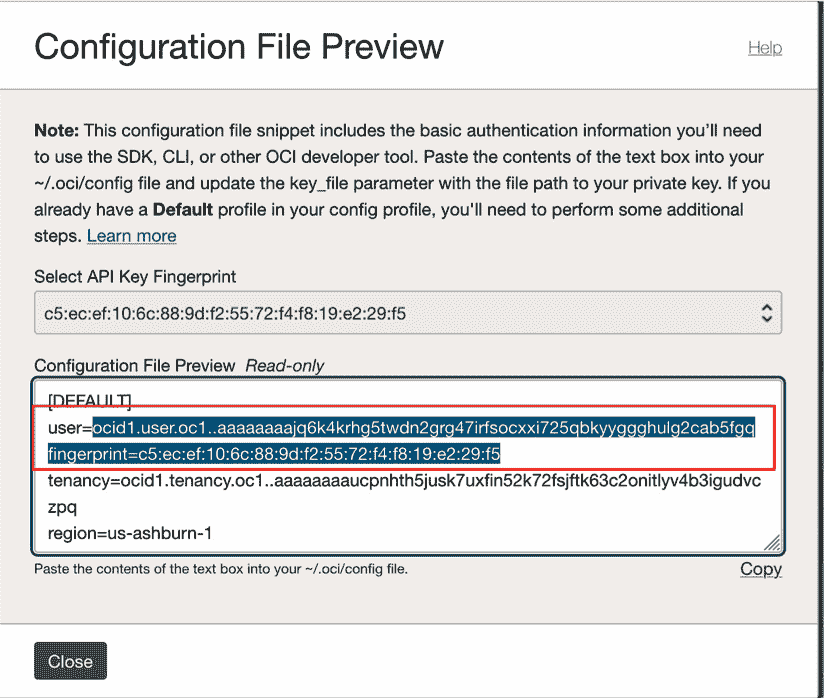 Configuration File Preview
Help
Note: This configuration file snippet includes the basic authentication information you'll need
to use the SDK, CLI, or other OCI developer tool. Paste the contents of the text box into your
~/.oci/config file and update the key_file parameter with the file path to your private key. If you
already have a Default profile in your config profile, you'll need to perform some additional
steps. Learn more
Select API Key Fingerprint
c5:ec:ef:10:6c:88:9d:f2:55:72:f4:f8:19:e2:29:f5
Configuration File Preview Read-only
[DEFAULT]
user=ocid1.user.oc1..aaaaaaaajq6k4krhg5twdn2grg47irfsocxxi725qbkyyggghulg2cab5fgq
fingerprint=c5:ec:ef:10:6c:88:9d:f2:55:72:f4:f8:19:e2:29:f5
tenancy=ocid1.tenancy.oc1..aaaaaaaaucpnhth5jusk7uxfin52k72fsjftk63c2onitlyv4b3igudvc
zpq
region=us-ashburn-1
Paste the contents of the text box into your ~/.oci/config file.
Copy
Close